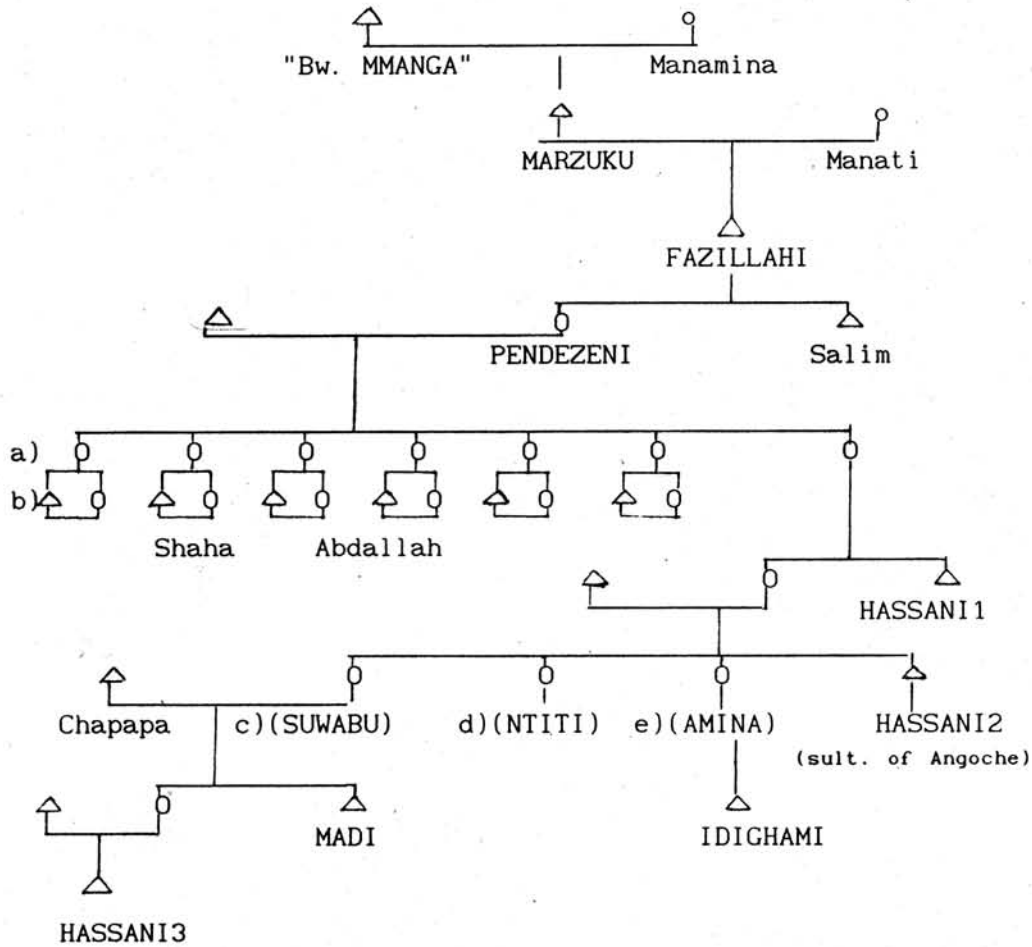 "Bw. MMANGA" Manamina
MARZUKU Manati
FAZILLAHI
PENDEZENI Salim
a)
b)
Shaha Abdallah
HASSANI1
Chapapa c)(SUWABU) d)(NTITI) e)(AMINA) HASSANI2
(sult. of Angoche)
MADI IDIGHAMI
HASSANI3